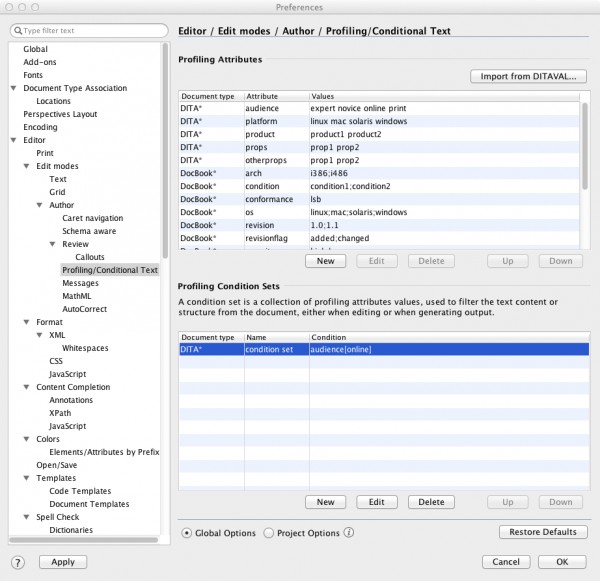 Preferences
Type filter text
Global
Add-ons
Fonts
Document Type Association
Locations
Perspectives Layout
Encoding
Editor
Print
Edit modes
Text
Grid
Author
Caret navigation
Schema aware
Review
Callouts
Profiling/Conditional Text
Messages
MathML
AutoCorrect
Format
XML
Whitespaces
CSS
JavaScript
Content Completion
Annotations
XPath
JavaScript
Colors
Elements/Attributes by Prefix
Open/Save
Templates
Code Templates
Document Templates
Spell Check
Dictionaries
Editor / Edit modes / Author / Profiling/Conditional Text
Profiling Attributes
Import from DITAVAL...
Document type Attribute Values
DITA* audience expert novice online print
DITA* platform linux mac solaris windows
DITA* product product1 product2
DITA* props prop1 prop2
DITA* otherprops prop1 prop2
DocBook* arch i386;i486
DocBook* condition condition1;condition2
DocBook* conformance lsb
DocBook* os linux;mac;solaris;windows
DocBook* revision 1.0;1.1
DocBook* revisionflag added;changed
New Edit Delete Up Down
Profiling Condition Sets
A condition set is a collection of profiling attributes values, used to filter the text content or
structure from the document, either when editing or when generating output.
Document type Name Condition
DITA* condition set audience[online]
New Edit Delete Up Down
Global Options Project Options i Restore Defaults
? Apply Cancel OK